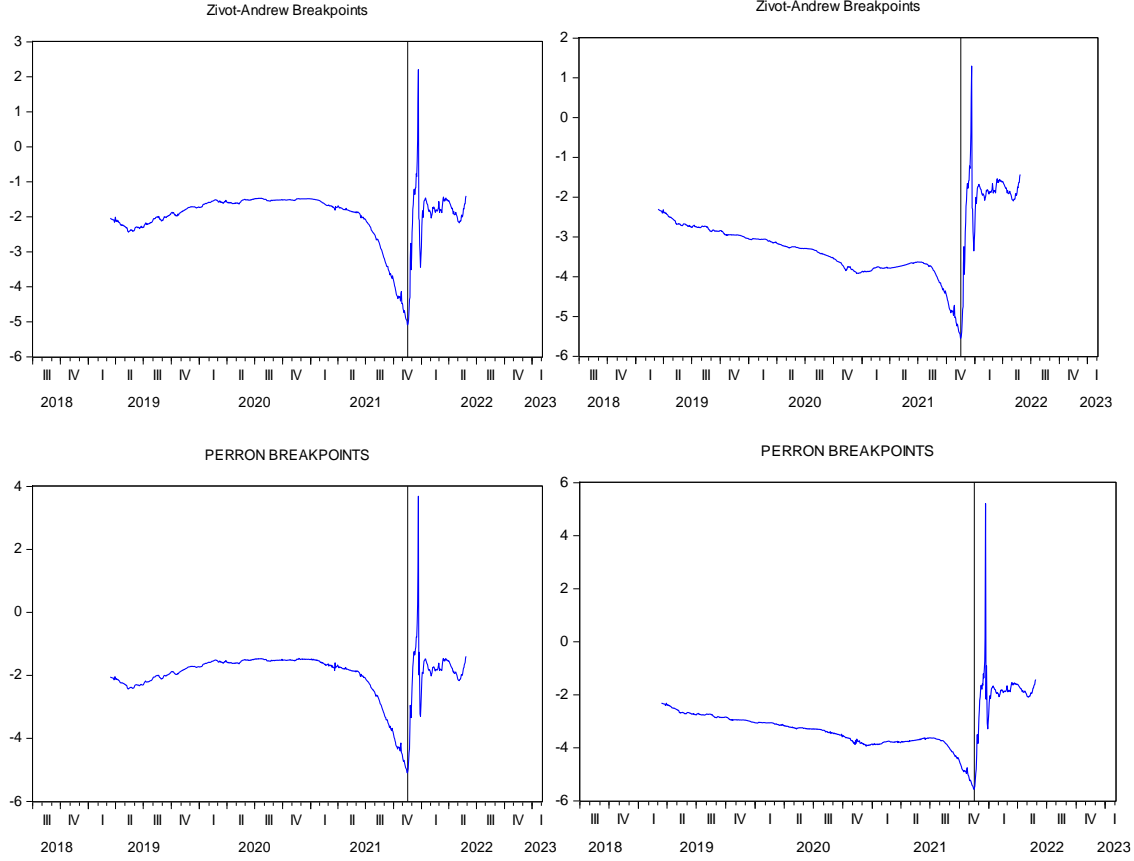 Zivot-Andrew Breakpoints
3
2
1
0
-1
-2
-3
-4
-5
-6
III IV I II III IV I II III IV I II III IV I II III IV I
2018 2019 2020 2021 2022 2023
Zivot-Andrew Breakpoints
2
1
0
-1
-2
-3
-4
-5
-6
III IV I II III IV I II III IV I II III IV I II III IV I
2018 2019 2020 2021 2022 2023
PERRON BREAKPOINTS
4
2
0
-2
-4
-6
III IV I II III IV I II III IV I II III IV I II III IV I
2018 2019 2020 2021 2022 2023
PERRON BREAKPOINTS
6
4
2
0
-2
-4
-6
III IV I II III IV I II III IV I II III IV I II III IV I
2018 2019 2020 2021 2022 2023